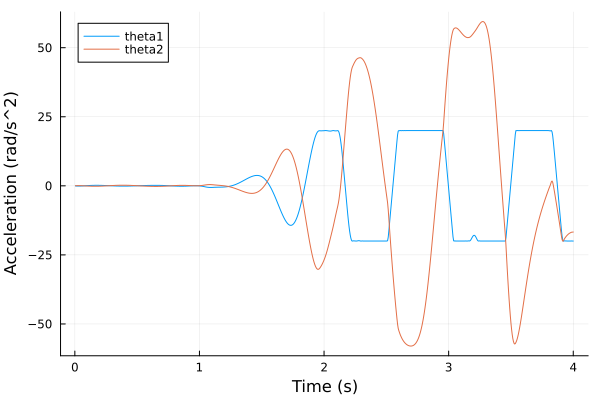 theta1
theta2
Acceleration (rad/s^2)
50
25
0
−25
−50
0 1 2 3 4
Time (s)